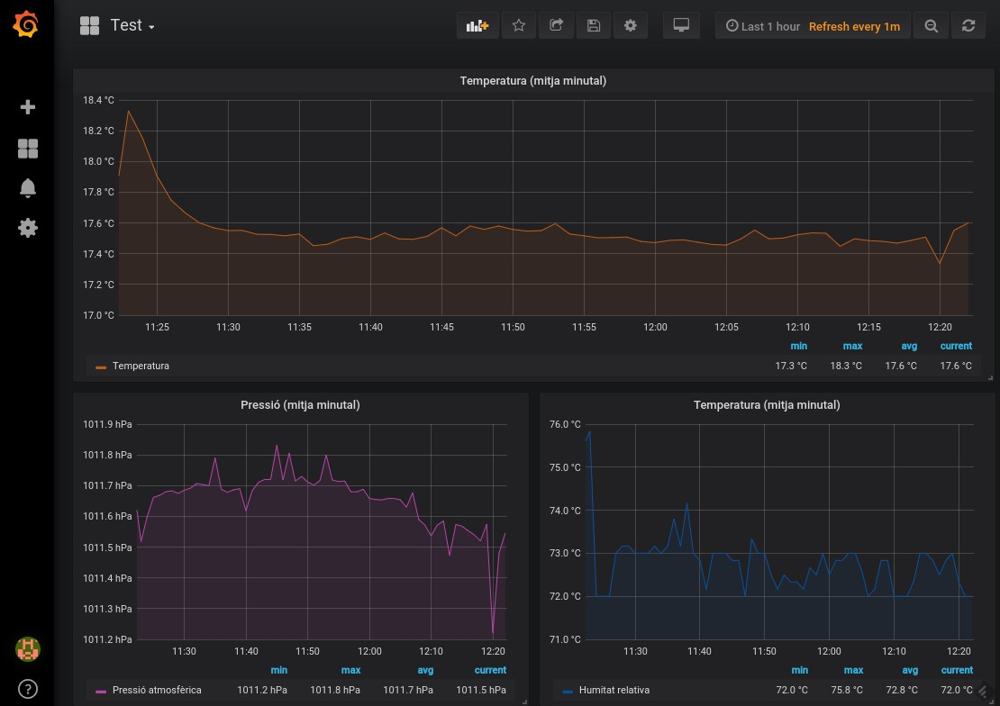 Test
Last 1 hour Refresh every 1m
Temperatura (mitja minutal)
18.4 °C
18.2 °C
18.0 °C
17.8 °C
17.6 °C
17.4 °C
17.2 °C
17.0 °C
11:25 11:30 11:35 11:40 11:45 11:50 11:55 12:00 12:05 12:10 12:15 12:20
min max avg current
Temperatura 17.3 °C 18.3 °C 17.6 °C 17.6 °C
Pressió (mitja minutal)
1011.9 hPa
1011.8 hPa
1011.7 hPa
1011.6 hPa
1011.5 hPa
1011.4 hPa
1011.3 hPa
1011.2 hPa
11:30 11:40 11:50 12:00 12:10 12:20
min max avg current
Pressió atmosfèrica 1011.2 hPa 1011.8 hPa 1011.7 hPa 1011.5 hPa
Temperatura (mitja minutal)
76.0 °C
75.0 °C
74.0 °C
73.0 °C
72.0 °C
71.0 °C
11:30 11:40 11:50 12:00 12:10 12:20
min max avg current
Humitat relativa 72.0 °C 75.8 °C 72.8 °C 72.0 °C
?